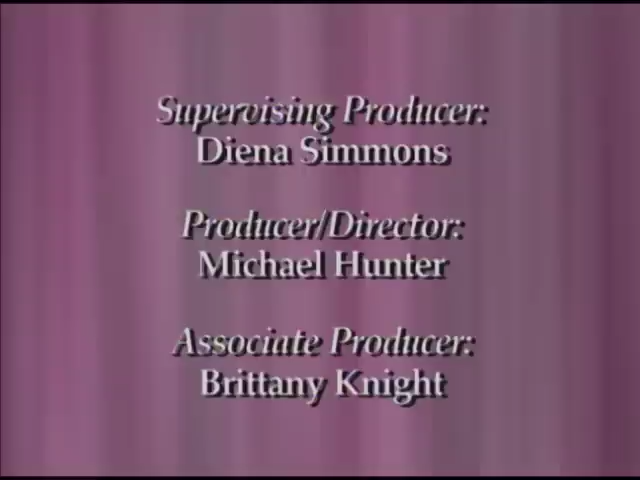 Supervising Producer:
Diena Simmons
Producer/Director:
Michael Hunter
Associate Producer:
Brittany Knight